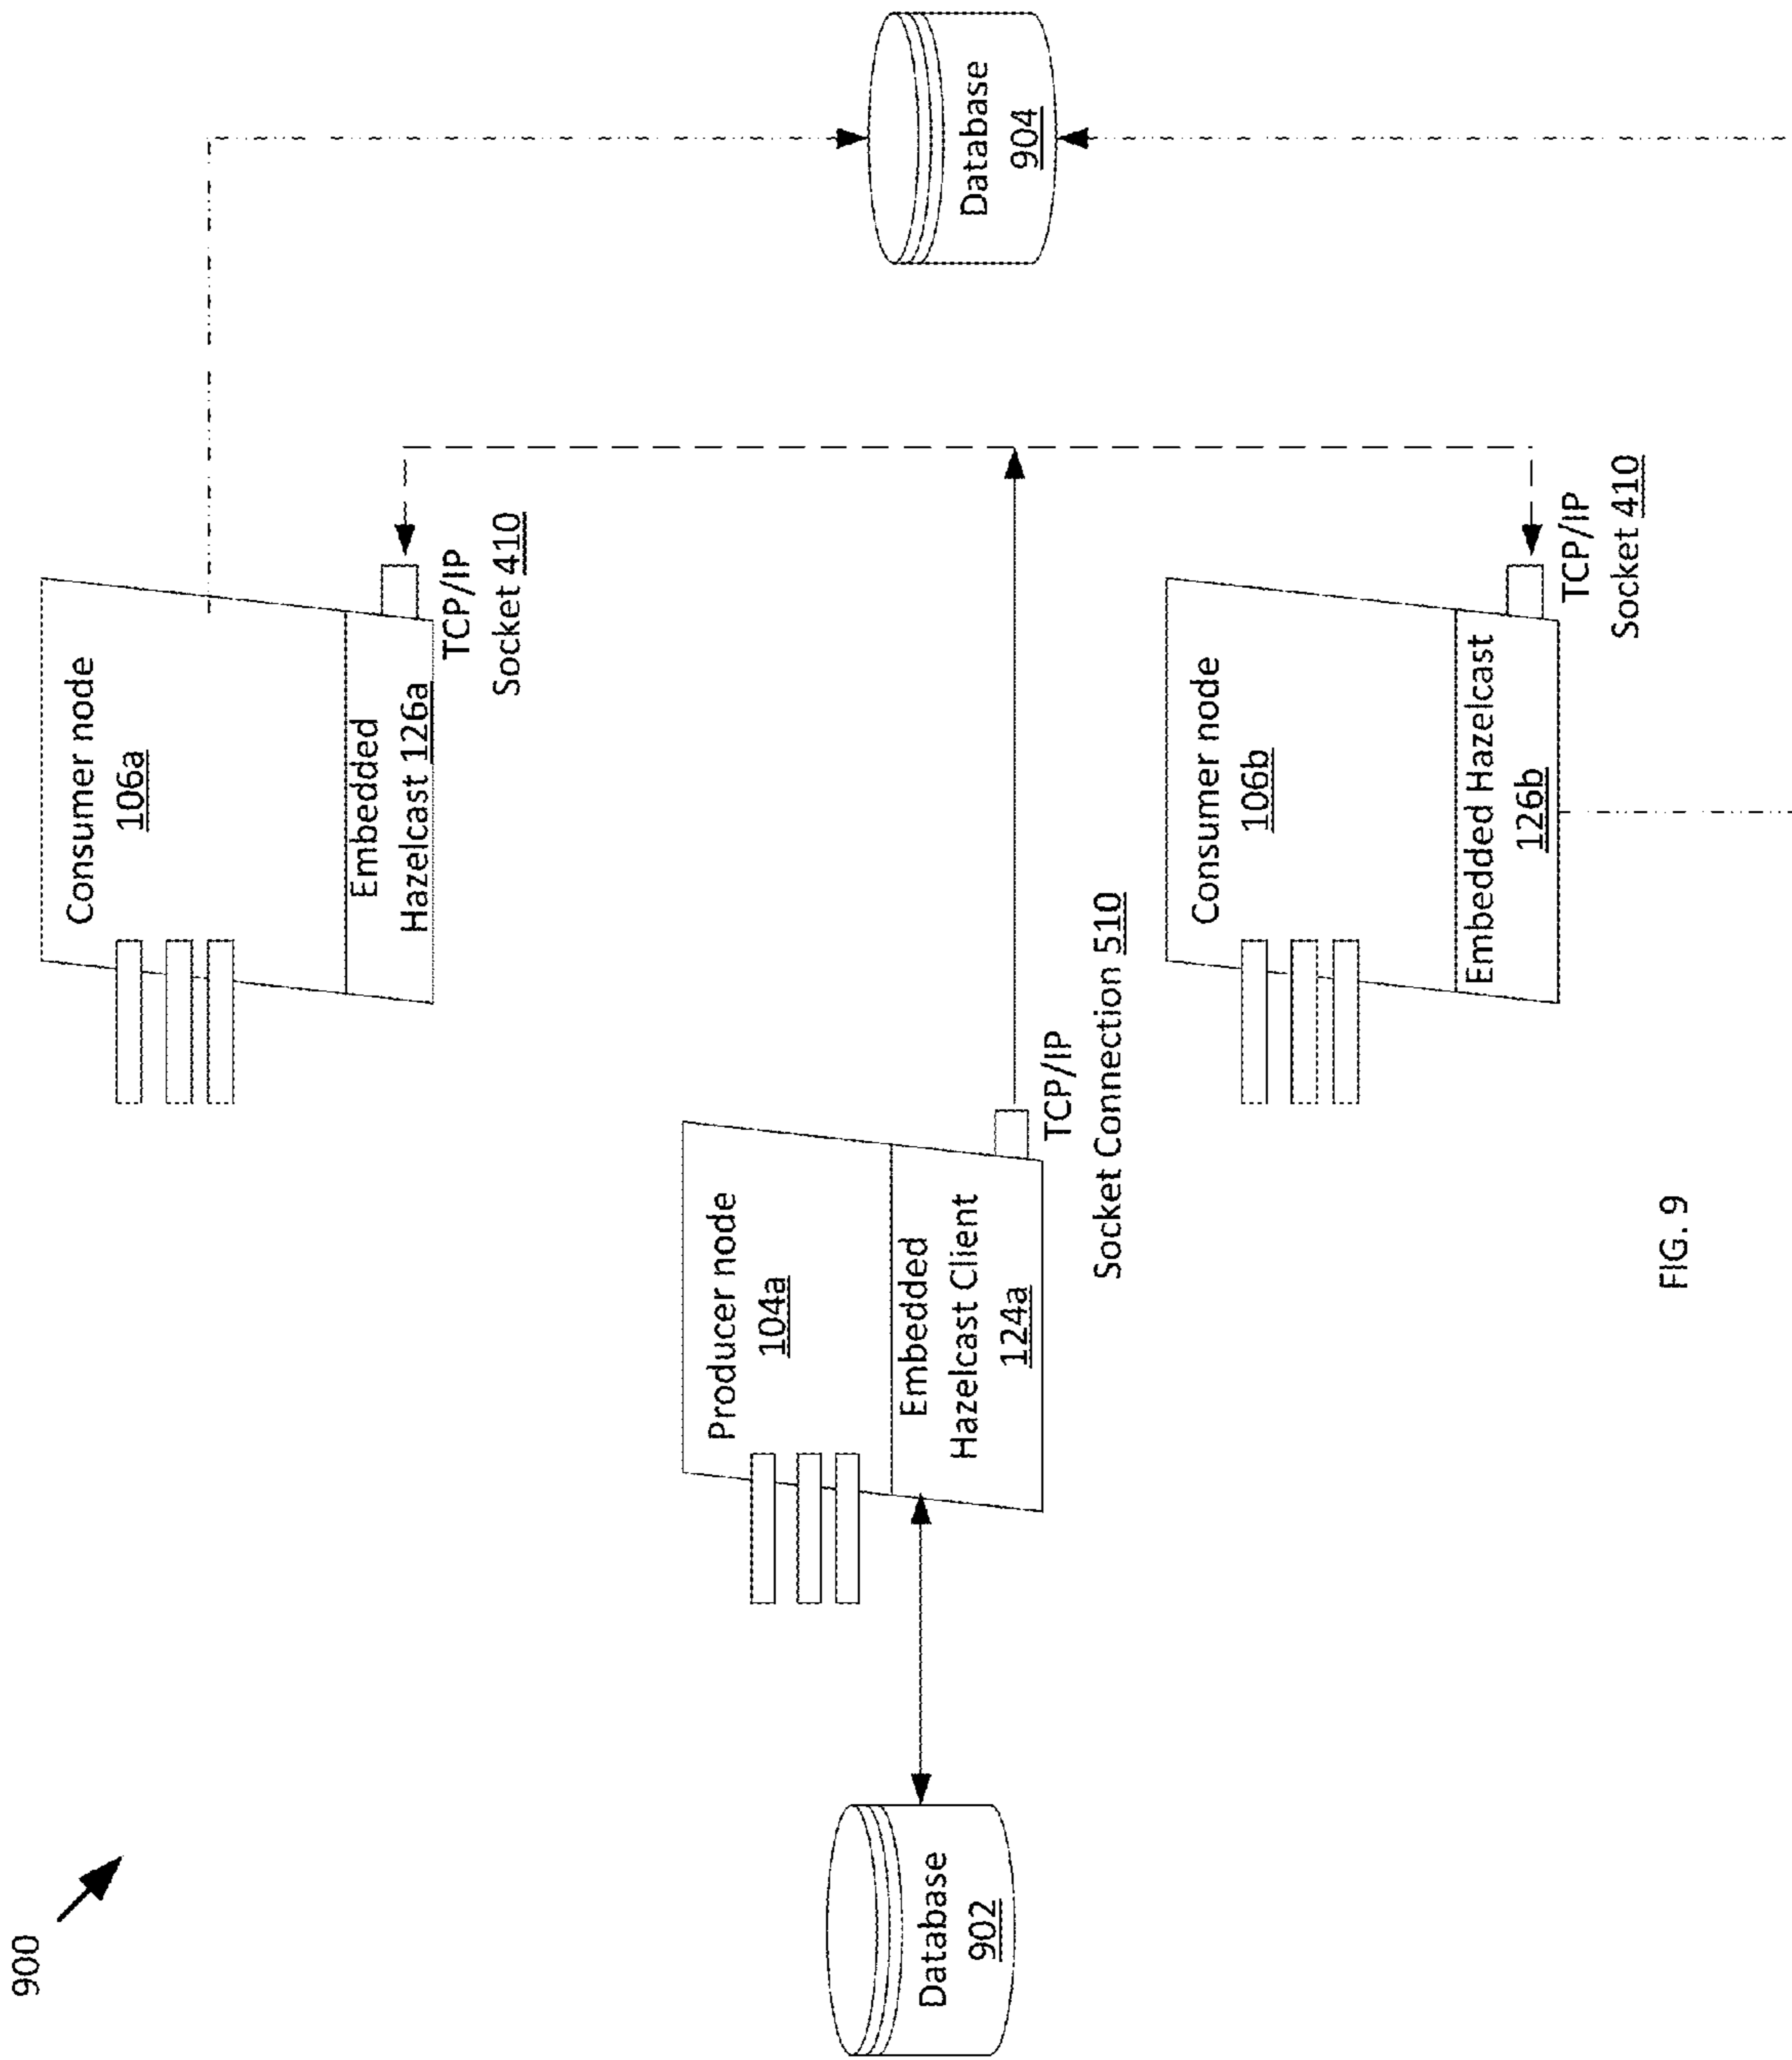 900
Consumer node
106a
Embedded
Hazelcast 126a
TCP/IP
Socket 410
Database
902
Producer node
104a
Embedded
Hazelcast Client
124a
TCP/IP
Socket Connection 510
Database
904
Consumer node
106b
Embedded Hazelcast
126b
TCP/IP
Socket 410
FIG. 9